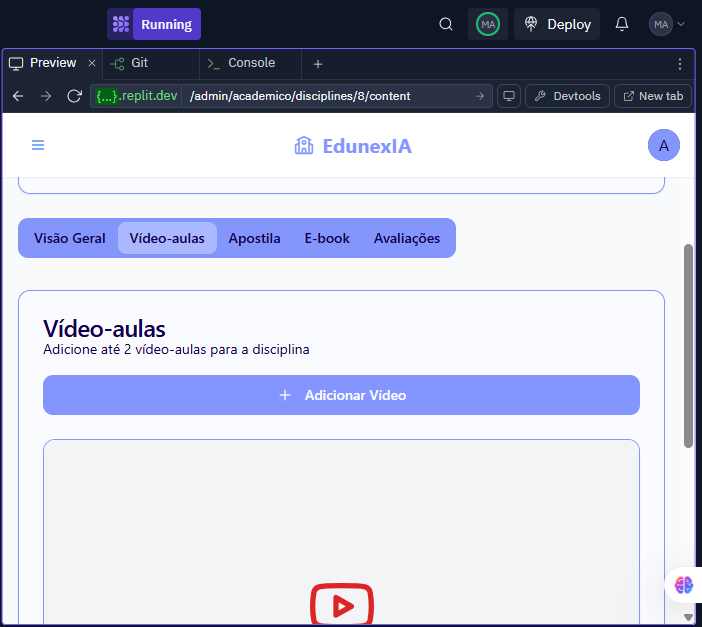 Running
MA
Deploy
MA
Preview
Git
>_ Console
{...}.replit.dev /admin/academico/disciplines/8/content
Devtools
New tab
EdunexIA
A
Visão Geral
Vídeo-aulas
Apostila
E-book
Avaliações
Vídeo-aulas
Adicione até 2 vídeo-aulas para a disciplina
+ Adicionar Vídeo